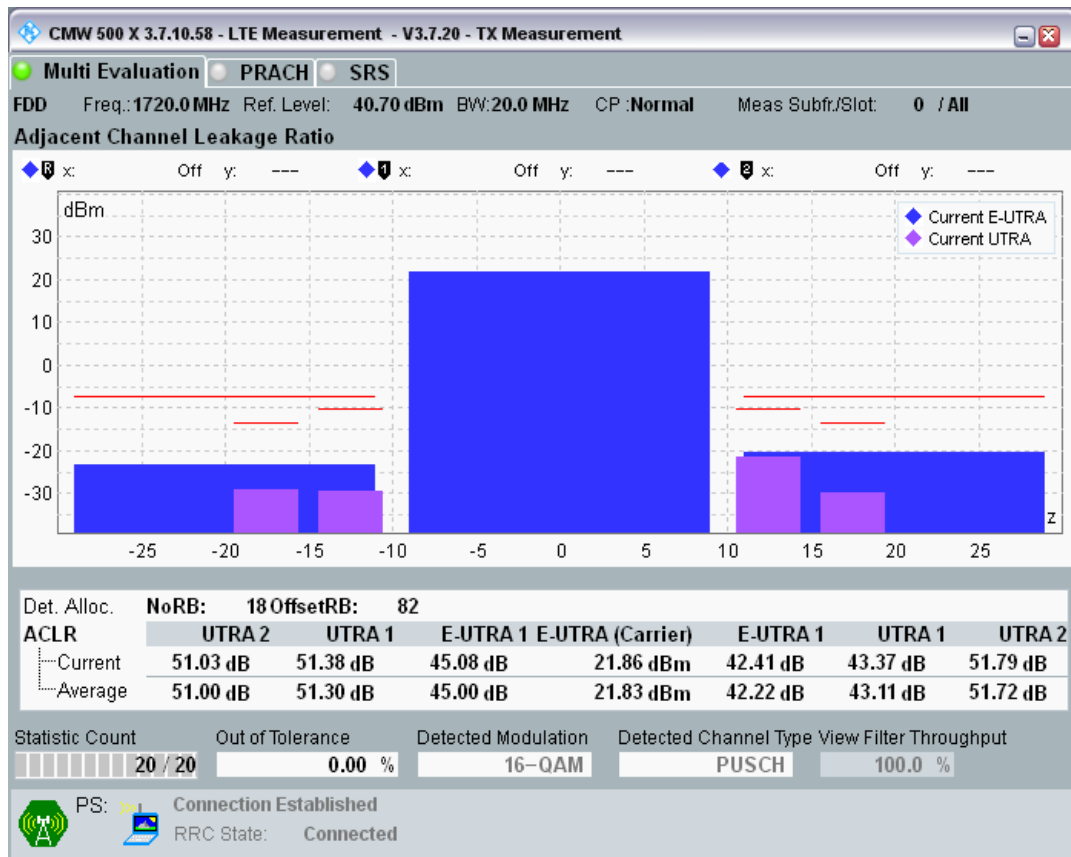 CMW 500 X 3.7.10.58 - LTE Measurement - V3.7.20 - TX Measurement
Multi Evaluation PRACH SRS
FDD Freq.: 1720.0 MHz Ref. Level: 40.70 dBm BW: 20.0 MHz CP : Normal Meas Subfr./Slot: 0 / All
Adjacent Channel Leakage Ratio
R x: Off y: --- 1 x: Off y: --- 2 x: Off y: ---
dBm
Current E-UTRA
Current UTRA
30
20
10
0
-10
-20
-30
z
-25 -20 -15 -10 -5 0 5 10 15 20 25
Det. Alloc. NoRB: 18 OffsetRB: 82
ACLR UTRA 2 UTRA 1 E-UTRA 1 E-UTRA (Carrier) E-UTRA 1 UTRA 1 UTRA 2
Current 51.03 dB 51.38 dB 45.08 dB 21.86 dBm 42.41 dB 43.37 dB 51.79 dB
Average 51.00 dB 51.30 dB 45.00 dB 21.83 dBm 42.22 dB 43.11 dB 51.72 dB
Statistic Count Out of Tolerance Detected Modulation Detected Channel Type View Filter Throughput
20 / 20 0.00 % 16-QAM PUSCH 100.0 %
PS: Connection Established
RRC State: Connected